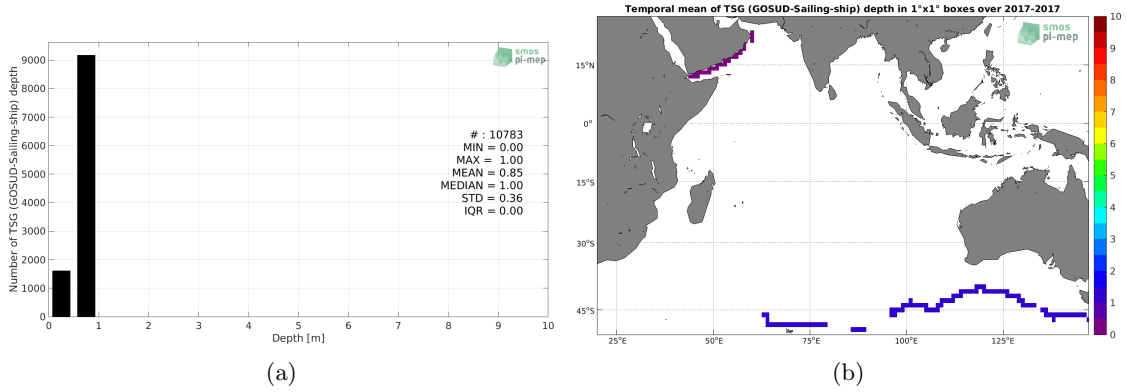 Temporal mean of TSG (GOSUD-Sailing-ship) depth in 1°x1° boxes over 2017-2017
Number of TSG (GOSUD-Sailing-ship) depth
9000
8000
7000
6000
5000
4000
3000
2000
1000
0
smos
pi-mep
# : 10783
MIN = 0.00
MAX = 1.00
MEAN = 0.85
MEDIAN = 1.00
STD = 0.36
IQR = 0.00
0 1 2 3 4 5 6 7 8 9 10
Depth [m]
(a)
smos
pi-mep
15°N
0°
15°S
30°S
45°S
25°E 50°E 75°E 100°E 125°E
10
9
8
7
6
5
4
3
2
1
0
(b)